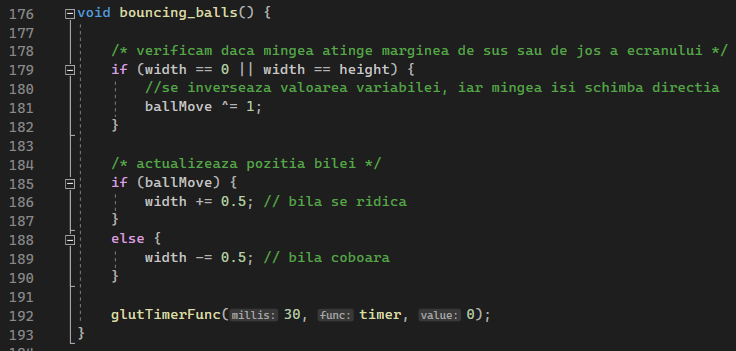 176 void bouncing_balls() {
177
178 /* verificam daca mingea atinge marginea de sus sau de jos a ecranului */
179 if (width == 0 || width == height) {
180 //se inverseaza valoarea variabilei, iar mingea isi schimba directia
181 ballMove ^= 1;
182 }
183
184 /* actualizeaza pozitia bilei */
185 if (ballMove) {
186 width += 0.5; // bila se ridica
187 }
188 else {
189 width -= 0.5; // bila coboara
190 }
191
192 glutTimerFunc(millis: 30, func: timer, value: 0);
193 }